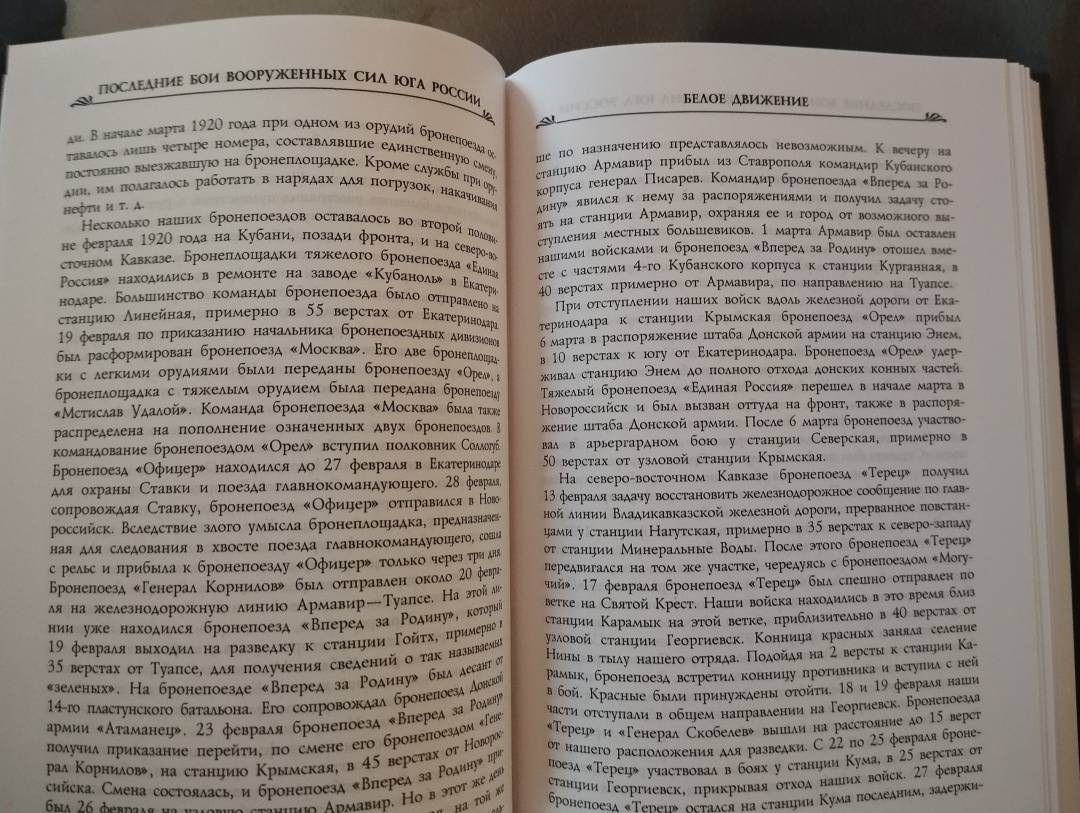 ПОСЛЕДНИЕ БОИ ВООРУЖЕННЫХ СИЛ ЮГА РОССИИ
ди. В начале марта 1920 года при одном из орудий бронепоезда ос-
тавалось лишь четыре номера, составлявшие единственную смену,
постоянно выезжавшую на бронеплощадке. Кроме службы при ору-
дии, им полагалось работать в нарядах для погрузок, накачивания
нефти и т. д.
Несколько наших бронепоездов оставалось во второй полови-
не февраля 1920 года на Кубани, позади фронта, и на северо-во-
сточном Кавказе. Бронеплощадки тяжелого бронепоезда «Единая
Россия» находились в ремонте на заводе «Кубаноль» в Екатери-
нодаре. Большинство команды бронепоезда было отправлено на
станцию Линейная, примерно в 55 верстах от Екатеринодара.
19 февраля по приказанию начальника бронепоездных дивизионов
был расформирован бронепоезд «Москва». Его две бронеплощад-
ки с легкими орудиями были переданы бронепоезду «Орел», а
бронеплощадка с тяжелым орудием была передана бронепоезду
«Мстислав Удалой». Команда бронепоезда «Москва» была также
распределена на пополнение означенных двух бронепоездов. В
командование бронепоездом «Орел» вступил полковник Соллогуб.
Бронепоезд «Офицер» находился до 27 февраля в Екатеринодаре
для охраны Ставки и поезда главнокомандующего. 28 февраля,
сопровождая Ставку, бронепоезд «Офицер» отправился в Ново-
российск. Вследствие злого умысла бронеплощадка, предназначен-
ная для следования в хвосте поезда главнокомандующего, сошла
с рельс и прибыла к бронепоезду «Офицер» только через три дня.
Бронепоезд «Генерал Корнилов» был отправлен около 20 февра-
ля на железнодорожную линию Армавир—Туапсе. На этой ли-
нии уже находился бронепоезд «Вперед за Родину», который
19 февраля выходил на разведку к станции Гойтх, примерно в
35 верстах от Туапсе, для получения сведений о так называемых
«зеленых». На бронепоезде «Вперед за Родину» был десант от
14-го пластунского батальона. Его сопровождал бронепоезд Донской
армии «Атаманец». 23 февраля бронепоезд «Вперед за Родину»
получил приказание перейти, по смене его бронепоездом «Гене-
рал Корнилов», на станцию Крымская, в 45 верстах от Новорос-
сийска. Смена состоялась, и бронепоезд «Вперед за Родину» при-
был 26 февраля на узловую станцию Армавир. Но в этот же день
на той же
БЕЛОЕ ДВИЖЕНИЕ
ше по назначению представлялось невозможным. К вечеру на
станцию Армавир прибыл из Ставрополя командир Кубанского
корпуса генерал Писарев. Командир бронепоезда «Вперед за Ро-
дину» явился к нему за распоряжениями и получил задачу сто-
ять на станции Армавир, охраняя ее и город от возможного вы-
ступления местных большевиков. 1 марта Армавир был оставлен
нашими войсками и бронепоезд «Вперед за Родину» отошел вме-
сте с частями 4-го Кубанского корпуса к станции Курганная, в
40 верстах примерно от Армавира, по направлению на Туапсе.
При отступлении наших войск вдоль железной дороги от Ека-
теринодара к станции Крымская бронепоезд «Орел» прибыл
6 марта в распоряжение штаба Донской армии на станцию Энем,
в 10 верстах к югу от Екатеринодара. Бронепоезд «Орел» удер-
живал станцию Энем до полного отхода донских конных частей.
Тяжелый бронепоезд «Единая Россия» перешел в начале марта в
Новороссийск и был вызван оттуда на фронт, также в распоря-
жение штаба Донской армии. После 6 марта бронепоезд участво-
вал в арьергардном бою у станции Северская, примерно в
50 верстах от узловой станции Крымская.
На северо-восточном Кавказе бронепоезд «Терец» получил
13 февраля задачу восстановить железнодорожное сообщение по глав-
ной линии Владикавказской железной дороги, прерванное повстан-
цами у станции Нагутская, примерно в 35 верстах к северо-западу
от станции Минеральные Воды. После этого бронепоезд «Терец»
передвигался на том же участке, чередуясь с бронепоездом «Могу-
чий». 17 февраля бронепоезд «Терец» был спешно отправлен по
ветке на Святой Крест. Наши войска находились в это время близ
станции Карамык на этой ветке, приблизительно в 40 верстах от
узловой станции Георгиевск. Конница красных заняла селение
Нины в тылу нашего отряда. Подойдя на 2 версты к станции Ка-
рамык, бронепоезд встретил конницу противника и вступил с ней
в бой. Красные были принуждены отойти. 18 и 19 февраля наши
части отступали в общем направлении на Георгиевск. Бронепоезда
«Терец» и «Генерал Скобелев» вышли на расстояние до 15 верст
от нашего расположения для разведки. С 22 по 25 февраля броне-
поезд «Терец» участвовал в боях у станции Кума, в 25 верстах от
станции Георгиевск, прикрывая отход наших войск. 27 февраля
бронепоезд «Терец» остался на станции Кума последним, задержи-